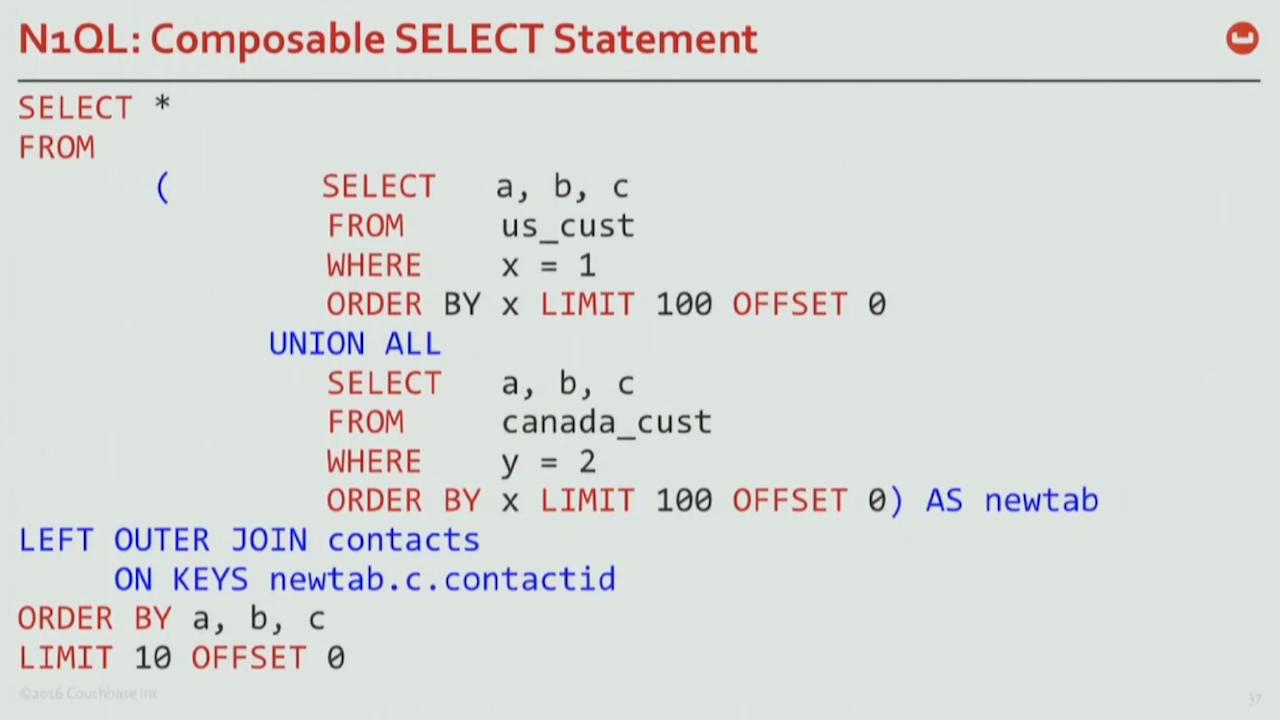 N1QL: Composable SELECT Statement
SELECT *
FROM
( SELECT a, b, c
FROM us_cust
WHERE x = 1
ORDER BY x LIMIT 100 OFFSET 0
UNION ALL
SELECT a, b, c
FROM canada_cust
WHERE y = 2
ORDER BY x LIMIT 100 OFFSET 0) AS newtab
LEFT OUTER JOIN contacts
ON KEYS newtab.c.contactid
ORDER BY a, b, c
LIMIT 10 OFFSET 0
©2016 Couchbase Inc
37